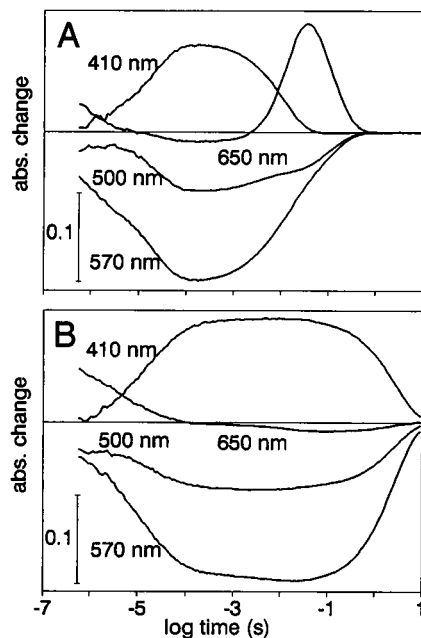 A
abs. change
410 nm
650 nm
500 nm
0.1
570 nm
B
abs. change
410 nm
500 nm
650 nm
0.1
570 nm
-7 -5 -3 -1 1
log time (s)